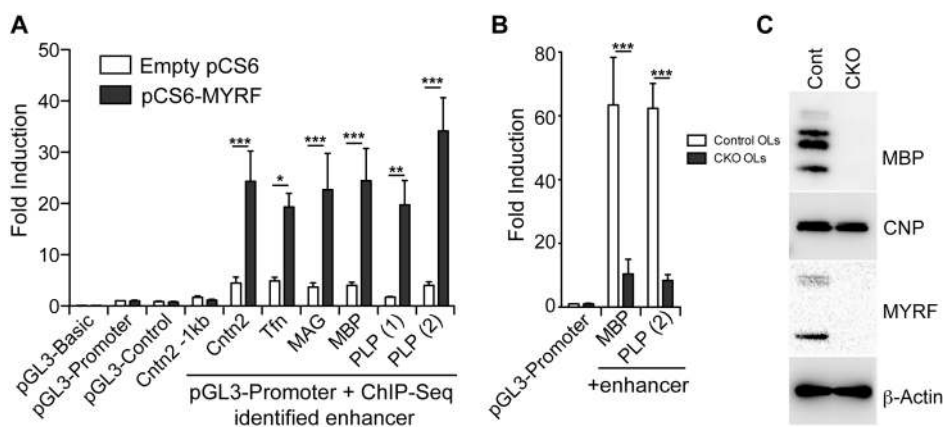 A
Fold Induction
50
40
30
20
10
0
Empty pCS6
pCS6-MYRF
***
*
***
***
**
***
pGL3-Basic
pGL3-Promoter
pGL3-Control
Cntn2 -1kb
Cntn2
Tfn
MAG
MBP
PLP (1)
PLP (2)
pGL3-Promoter + ChIP-Seq
identified enhancer
B
Fold Induction
80
60
40
20
0
***
***
Control OLs
CKO OLs
pGL3-Promoter
MBP
PLP (2)
+enhancer
C
Cont
CKO
MBP
CNP
MYRF
β-Actin